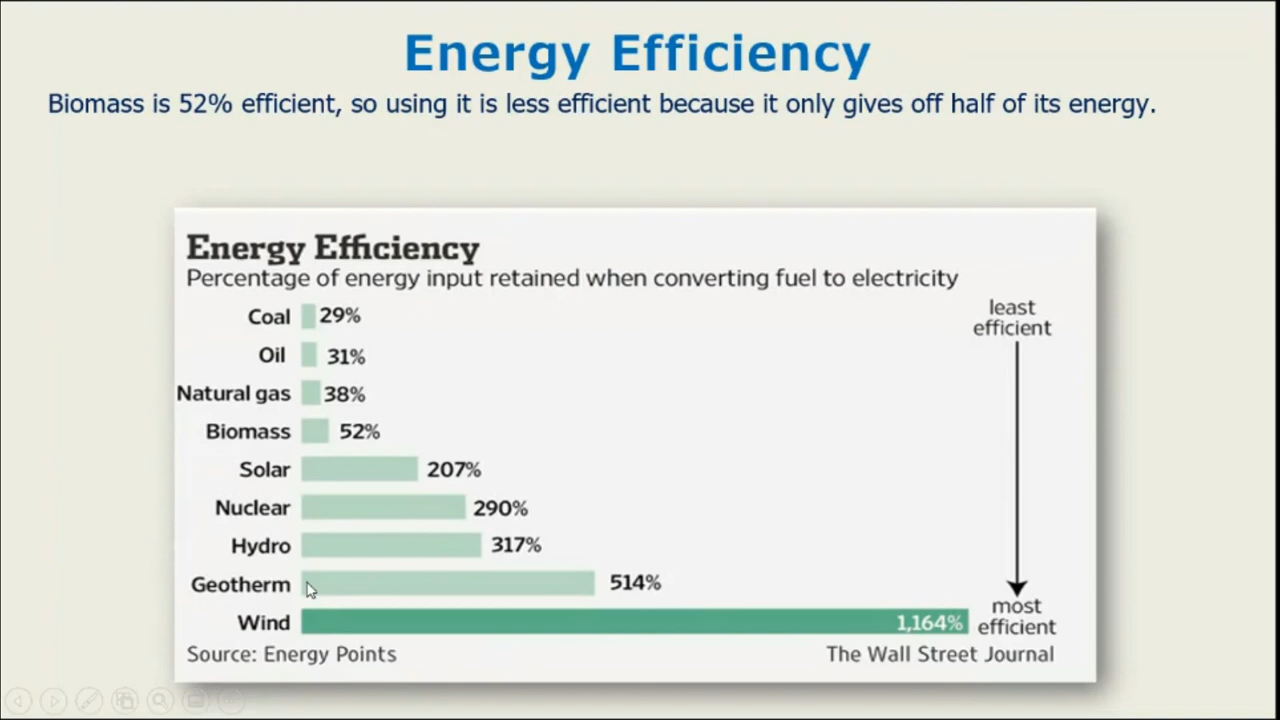 Energy Efficiency
Biomass is 52% efficient, so using it is less efficient because it only gives off half of its energy.
Energy Efficiency
Percentage of energy input retained when converting fuel to electricity
least
efficient
Coal 29%
Oil 31%
Natural gas 38%
Biomass 52%
Solar 207%
Nuclear 290%
Hydro 317%
Geotherm 514%
Wind 1,164%
most
efficient
Source: Energy Points
The Wall Street Journal